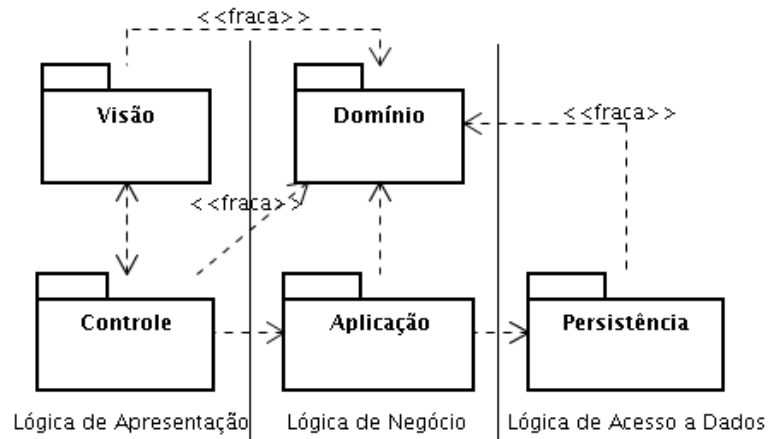 <<fraca>>
Visão
Domínio
<<fraca>>
<<fraca>>
Controle
Aplicação
Persistência
Lógica de Apresentação
Lógica de Negócio
Lógica de Acesso a Dados